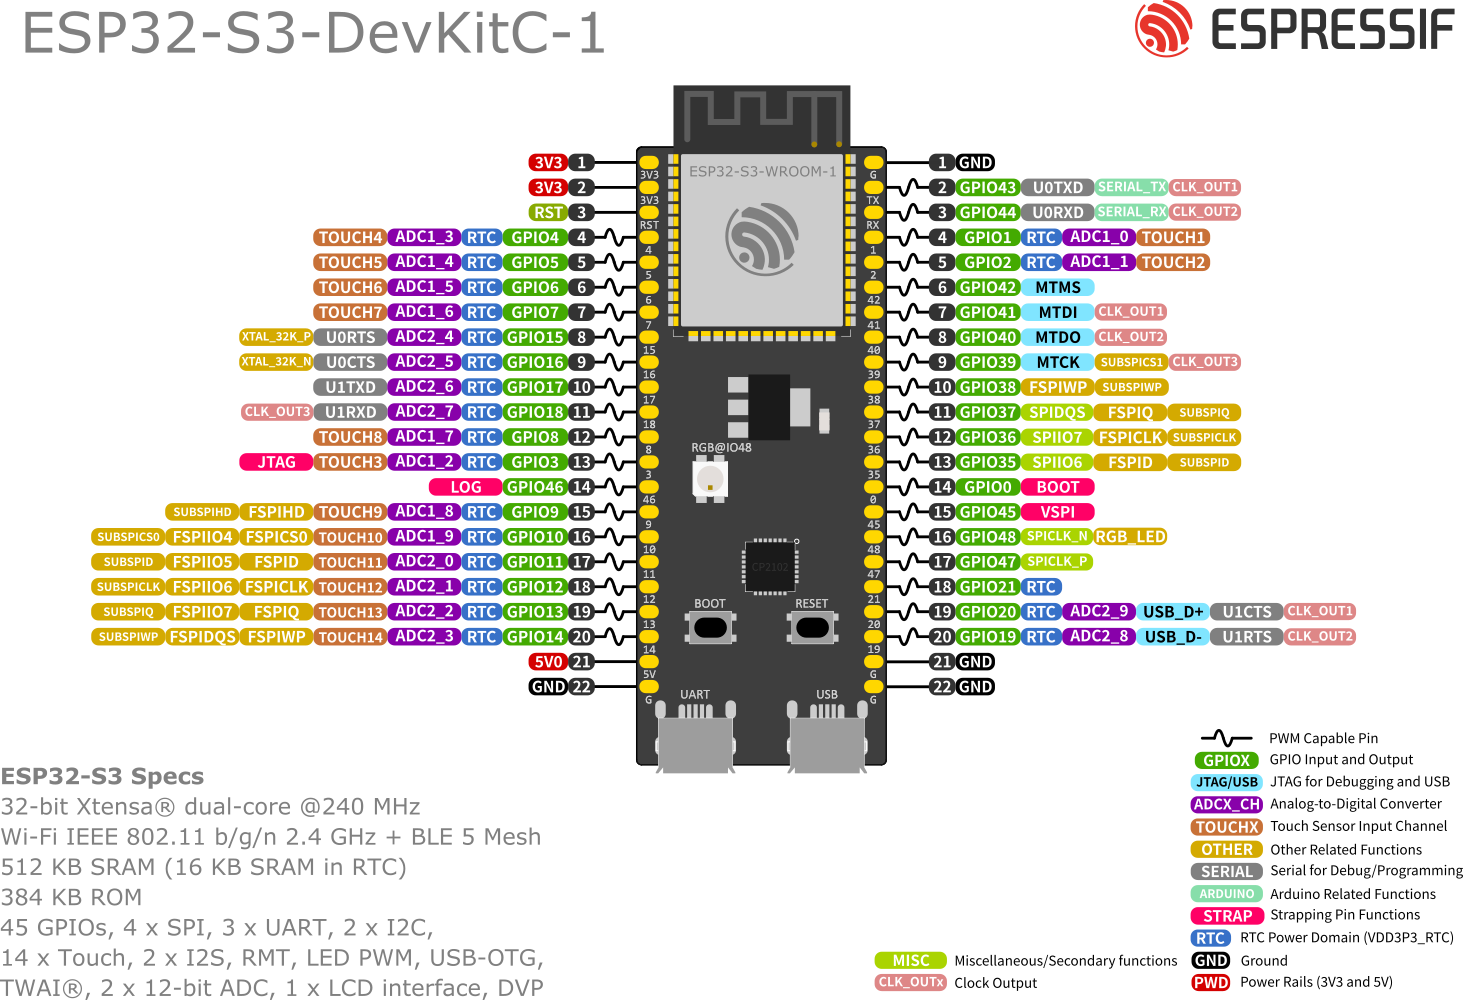 ESP32-S3-DevKitC-1
ESPRESSIF
ESP32-S3-WROOM-1
3V3 1
3V3 2
RST 3
TOUCH4 ADC1_3 RTC GPIO4 4
TOUCH5 ADC1_4 RTC GPIO5 5
TOUCH6 ADC1_5 RTC GPIO6 6
TOUCH7 ADC1_6 RTC GPIO7 7
XTAL_32K_P U0RTS ADC2_4 RTC GPIO15 8
XTAL_32K_N U0CTS ADC2_5 RTC GPIO16 9
U1TXD ADC2_6 RTC GPIO17 10
CLK_OUT3 U1RXD ADC2_7 RTC GPIO18 11
TOUCH8 ADC1_7 RTC GPIO8 12
JTAG TOUCH3 ADC1_2 RTC GPIO3 13
LOG GPIO46 14
SUBSPIHD FSPIHD TOUCH9 ADC1_8 RTC GPIO9 15
SUBSPICS0 FSPIIO4 FSPICS0 TOUCH10 ADC1_9 RTC GPIO10 16
SUBSPID FSPIIO5 FSPID TOUCH11 ADC2_0 RTC GPIO11 17
SUBSPICLK FSPIIO6 FSPICLK TOUCH12 ADC2_1 RTC GPIO12 18
SUBSPIQ FSPIIO7 FSPIQ TOUCH13 ADC2_2 RTC GPIO13 19
SUBSPIWP FSPIDQS FSPIWP TOUCH14 ADC2_3 RTC GPIO14 20
5V0 21
GND 22
3V3
3V3
RST
4
5
6
7
15
16
17
18
8
3
46
9
10
11
12
13
14
5V
G
RGB@IO48
CP2102
BOOT
RESET
UART
USB
G
TX
RX
1
2
42
41
40
39
38
37
36
35
0
45
48
47
21
20
19
G
G
1 GND
2 GPIO43 U0TXD SERIAL_TX CLK_OUT1
3 GPIO44 U0RXD SERIAL_RX CLK_OUT2
4 GPIO1 RTC ADC1_0 TOUCH1
5 GPIO2 RTC ADC1_1 TOUCH2
6 GPIO42 MTMS
7 GPIO41 MTDI CLK_OUT1
8 GPIO40 MTDO CLK_OUT2
9 GPIO39 MTCK SUBSPICS1 CLK_OUT3
10 GPIO38 FSPIWP SUBSPIWP
11 GPIO37 SPIDQS FSPIQ SUBSPIQ
12 GPIO36 SPIIO7 FSPICLK SUBSPICLK
13 GPIO35 SPIIO6 FSPID SUBSPID
14 GPIO0 BOOT
15 GPIO45 VSPI
16 GPIO48 SPICLK_N RGB_LED
17 GPIO47 SPICLK_P
18 GPIO21 RTC
19 GPIO20 RTC ADC2_9 USB_D+ U1CTS CLK_OUT1
20 GPIO19 RTC ADC2_8 USB_D- U1RTS CLK_OUT2
21 GND
22 GND
ESP32-S3 Specs
32-bit Xtensa® dual-core @240 MHz
Wi-Fi IEEE 802.11 b/g/n 2.4 GHz + BLE 5 Mesh
512 KB SRAM (16 KB SRAM in RTC)
384 KB ROM
45 GPIOs, 4 x SPI, 3 x UART, 2 x I2C,
14 x Touch, 2 x I2S, RMT, LED PWM, USB-OTG,
TWAI®, 2 x 12-bit ADC, 1 x LCD interface, DVP
PWM Capable Pin
GPIOX GPIO Input and Output
JTAG/USB JTAG for Debugging and USB
ADCX_CH Analog-to-Digital Converter
TOUCHX Touch Sensor Input Channel
OTHER Other Related Functions
SERIAL Serial for Debug/Programming
ARDUINO Arduino Related Functions
STRAP Strapping Pin Functions
RTC RTC Power Domain (VDD3P3_RTC)
GND Ground
PWD Power Rails (3V3 and 5V)
MISC Miscellaneous/Secondary functions
CLK_OUTx Clock Output